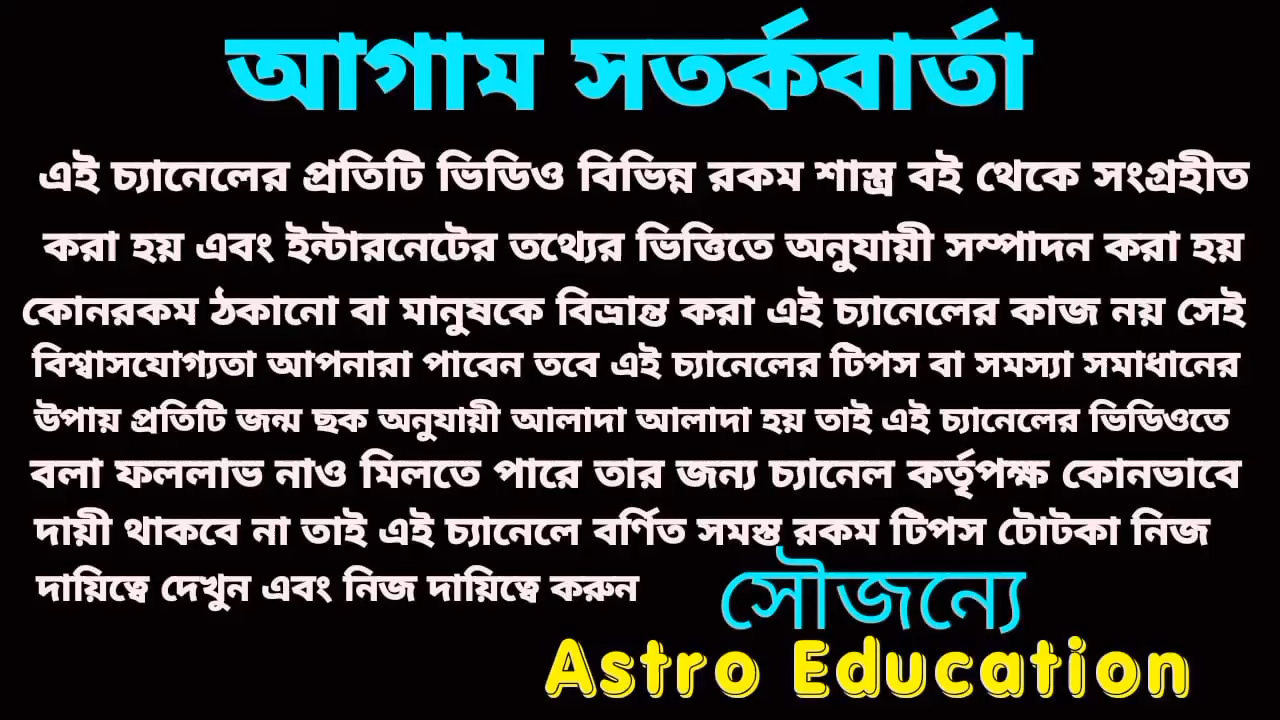 আগাম সতর্কবার্তা
এই চ্যানেলের প্রতিটি ভিডিও বিভিন্ন রকম শাস্ত্র বই থেকে সংগ্রহীত
করা হয় এবং ইন্টারনেটের তথ্যের ভিত্তিতে অনুযায়ী সম্পাদন করা হয়
কোনরকম ঠকানো বা মানুষকে বিভ্রান্ত করা এই চ্যানেলের কাজ নয় সেই
বিশ্বাসযোগ্যতা আপনারা পাবেন তবে এই চ্যানেলের টিপস বা সমস্যা সমাধানের
উপায় প্রতিটি জন্ম ছক অনুযায়ী আলাদা আলাদা হয় তাই এই চ্যানেলের ভিডিওতে
বলা ফললাভ নাও মিলতে পারে তার জন্য চ্যানেল কর্তৃপক্ষ কোনভাবে
দায়ী থাকবে না তাই এই চ্যানেলে বর্ণিত সমস্ত রকম টিপস টোটকা নিজ
দায়িত্বে দেখুন এবং নিজ দায়িত্বে করুন
সৌজন্যে
Astro Education